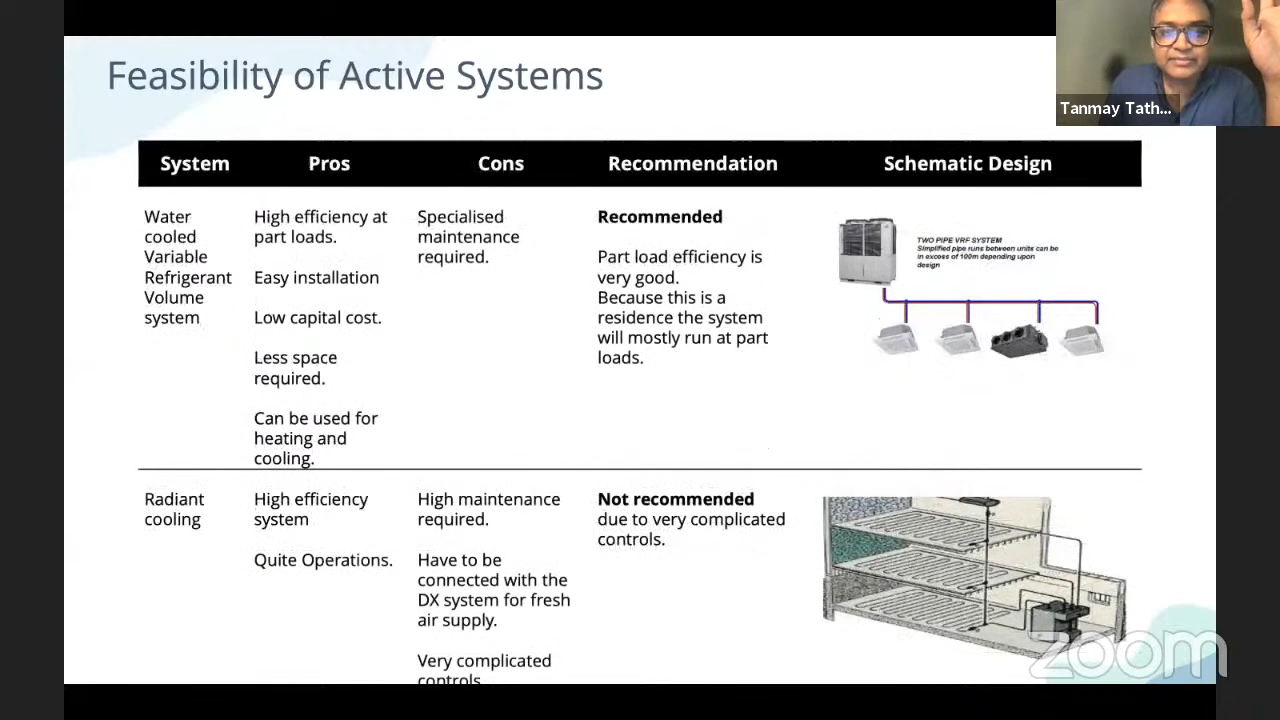 Feasibility of Active Systems
Tanmay Tath...
System Pros Cons Recommendation Schematic Design
Water
cooled
Variable
Refrigerant
Volume
system
High efficiency at
part loads.
Easy installation
Low capital cost.
Less space
required.
Can be used for
heating and
cooling.
Specialised
maintenance
required.
Recommended
Part load efficiency is
very good.
Because this is a
residence the system
will mostly run at part
loads.
TWO PIPE VRF SYSTEM
Simplified pipe runs between units can be
in excess of 100m depending upon
design
Radiant
cooling
High efficiency
system
Quite Operations.
High maintenance
required.
Have to be
connected with the
DX system for fresh
air supply.
Very complicated
controls
Not recommended
due to very complicated
controls.
zoom